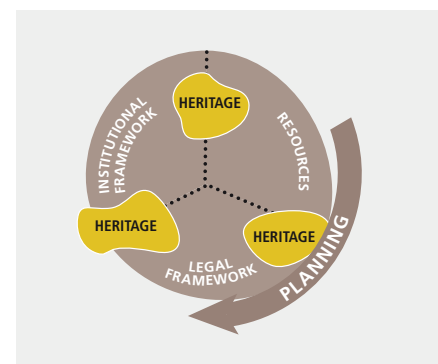 HERITAGE
INSTITUTIONAL
FRAMEWORK
RESOURCES
HERITAGE
HERITAGE
LEGAL
FRAMEWORK
PLANNING